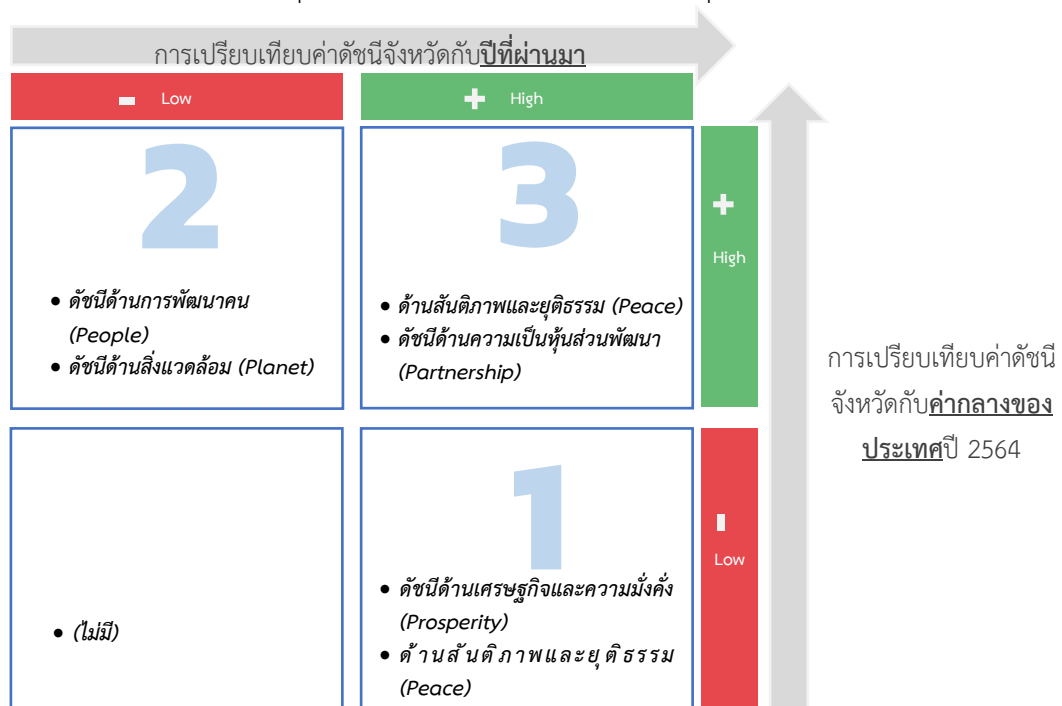 การเปรียบเทียบค่าดัชนีจังหวัดกับปีที่ผ่านมา
- Low
+ High
2
3
+
High
• ดัชนีด้านการพัฒนาคน
(People)
• ดัชนีด้านสิ่งแวดล้อม (Planet)
• ด้านสันติภาพและยุติธรรม (Peace)
• ดัชนีด้านความเป็นหุ้นส่วนพัฒนา
(Partnership)
การเปรียบเทียบค่าดัชนี
จังหวัดกับค่ากลางของ
ประเทศปี 2564
1
Low
• (ไม่มี)
• ดัชนีด้านเศรษฐกิจและความมั่งคั่ง
(Prosperity)
• ด้านสันติภาพและยุติธรรม
(Peace)